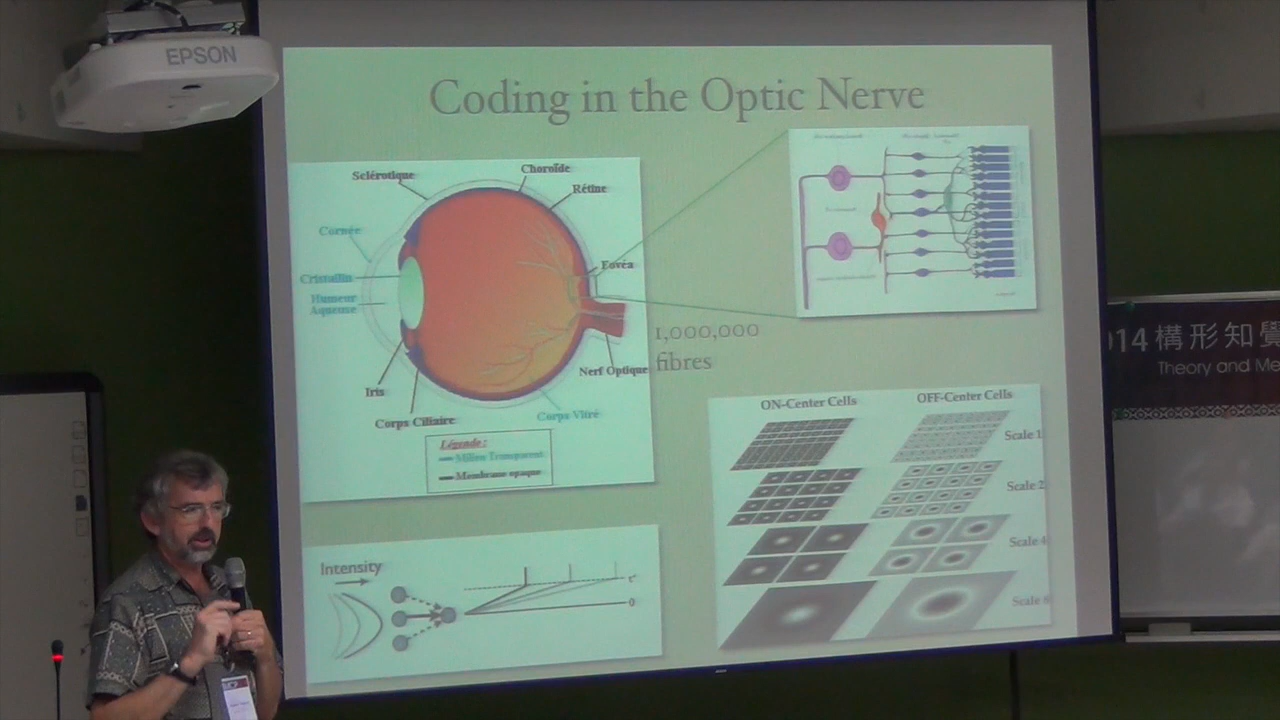 EPSON
Coding in the Optic Nerve
Sclérotique
Choroïde
Rétine
Cornée
Cristallin
Humeur
Aqueuse
Fovéa
Nerf Optique
Iris
Corps Ciliaire
Corps Vitré
Légende :
Milieu Transparent
Membrane opaque
1,000,000
fibres
ON-Center Cells
OFF-Center Cells
Scale 1
Scale 2
Scale 4
Scale 8
Intensity
0
014 構形知覺
Theory and Me